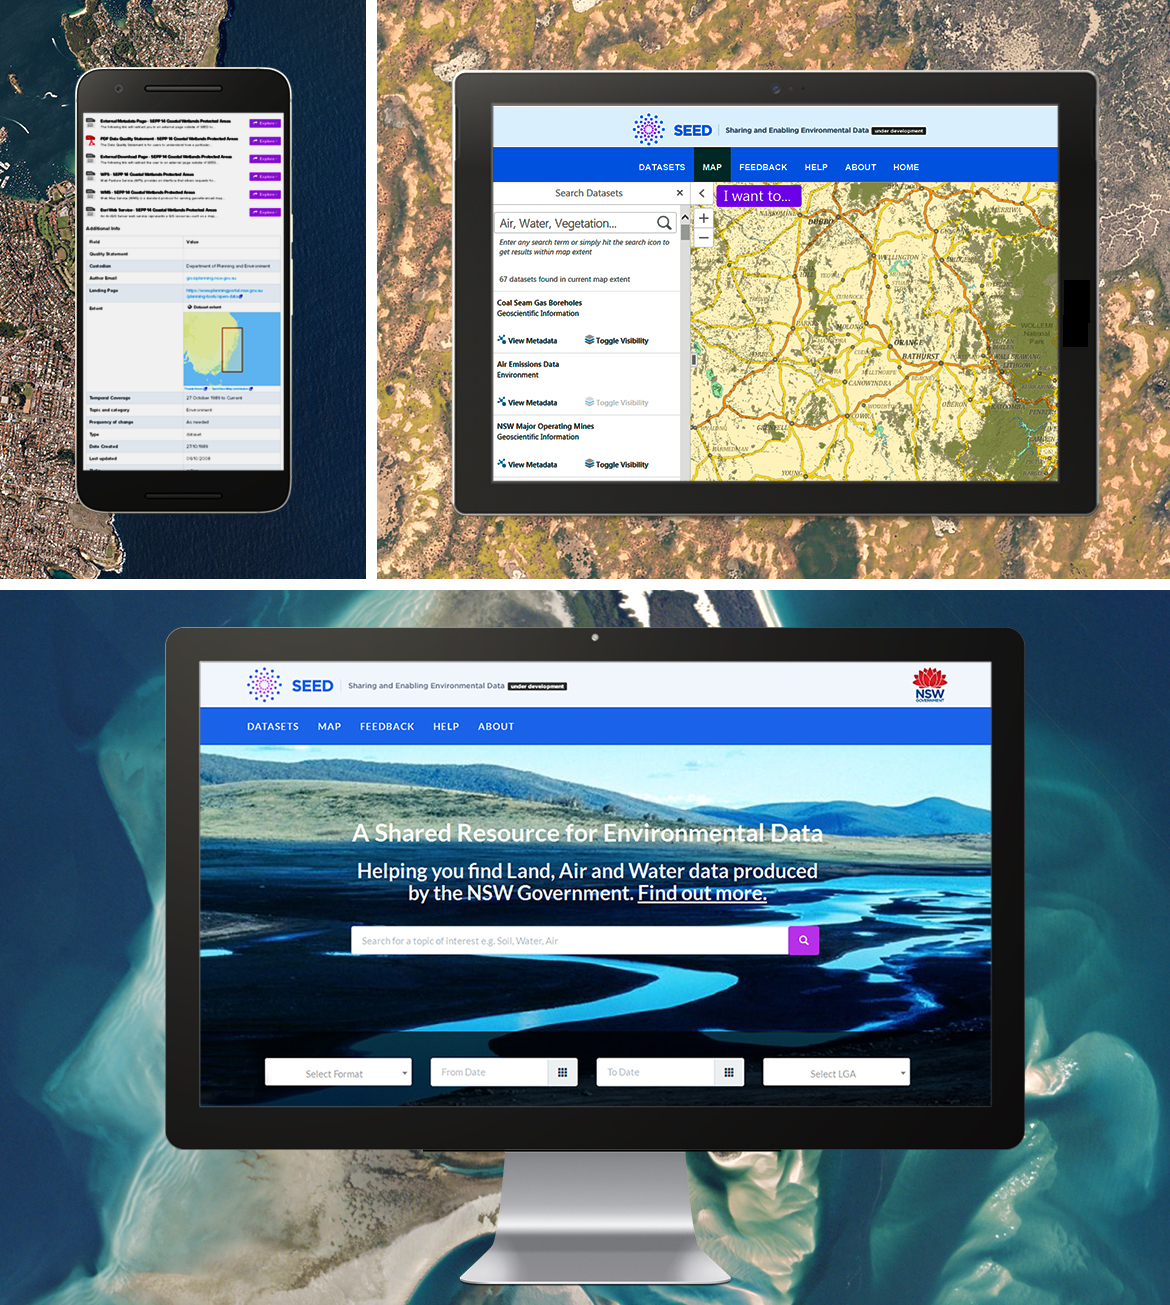 External Metadata Page - SEPP 14 Coastal Wetlands Protected Areas
Explore
PDF Data Quality Statement - SEPP 14 Coastal Wetlands Protected Areas
Explore
External Download Page - SEPP 14 Coastal Wetlands Protected Areas
Explore
WFS - SEPP 14 Coastal Wetlands Protected Areas
Explore
WMS - SEPP 14 Coastal Wetlands Protected Areas
Explore
Esri Web Service - SEPP 14 Coastal Wetlands Protected Areas
Explore
Additional Info
Field Value
Quality Statement
Custodian Department of Planning and Environment
Author Email
Landing Page
Extent Dataset extent
Temporal Coverage 27 October 1989 to Current
Topic and category Environment
Frequency of change As needed
Type dataset
Date Created 27/10/1989
Last updated
SEED Sharing and Enabling Environmental Data under development
DATASETS MAP FEEDBACK HELP ABOUT HOME
Search Datasets ×
I want to...
Air, Water, Vegetation...
Enter any search term or simply hit the search icon to
get results within map extent
67 datasets found in current map extent
Coal Seam Gas Boreholes
Geoscientific Information
View Metadata Toggle Visibility
Air Emissions Data
Environment
View Metadata Toggle Visibility
NSW Major Operating Mines
Geoscientific Information
View Metadata Toggle Visibility
+
−
DUBBO
WELLINGTON
MOLONG
ORANGE
BATHURST
WOLLEMI
National
Park
LITHGOW
CANOWINDRA
OBERON
KATOOMBA
COWRA
GRENFELL
YOUNG
SEED Sharing and Enabling Environmental Data under development
NSW
GOVERNMENT
DATASETS MAP FEEDBACK HELP ABOUT
A Shared Resource for Environmental Data
Helping you find Land, Air and Water data produced
by the NSW Government. Find out more.
Search for a topic of interest e.g. Soil, Water, Air
Select Format From Date To Date Select LGA